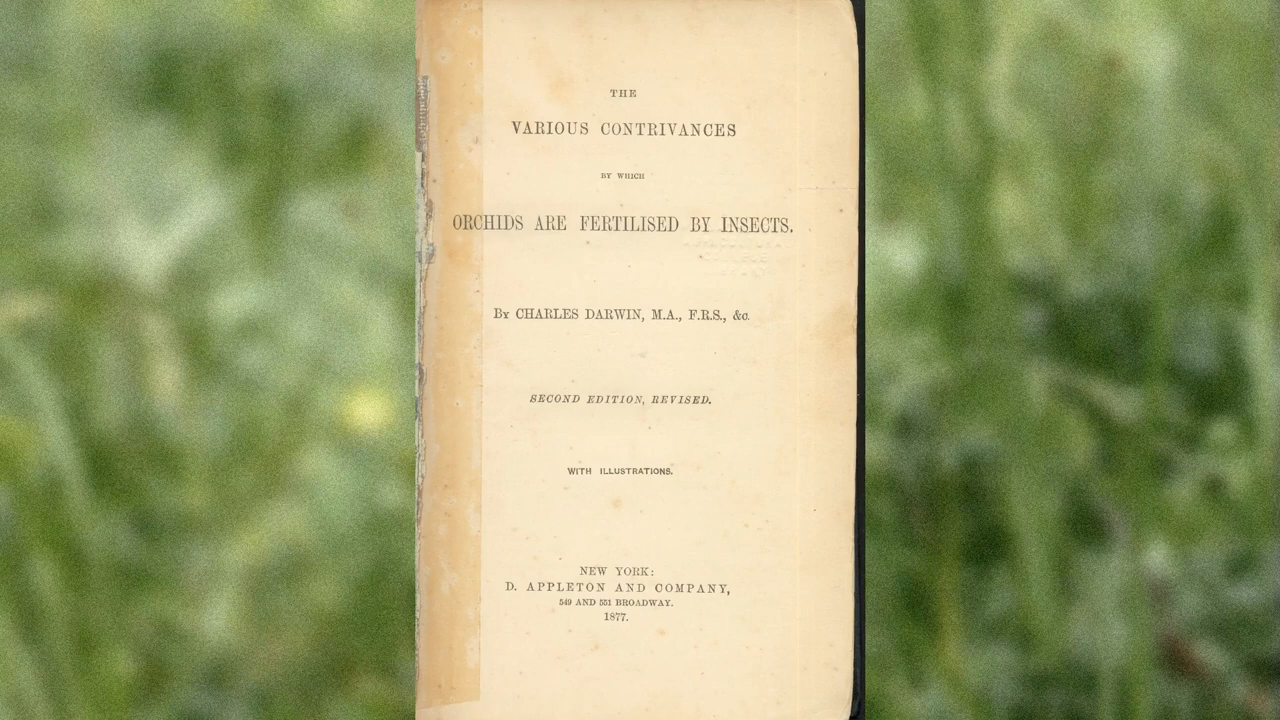 THE
VARIOUS CONTRIVANCES
BY WHICH
ORCHIDS ARE FERTILISED BY INSECTS.
By CHARLES DARWIN, M.A., F.R.S., &c.
SECOND EDITION, REVISED.
WITH ILLUSTRATIONS.
NEW YORK:
D. APPLETON AND COMPANY,
549 AND 551 BROADWAY.
1877.